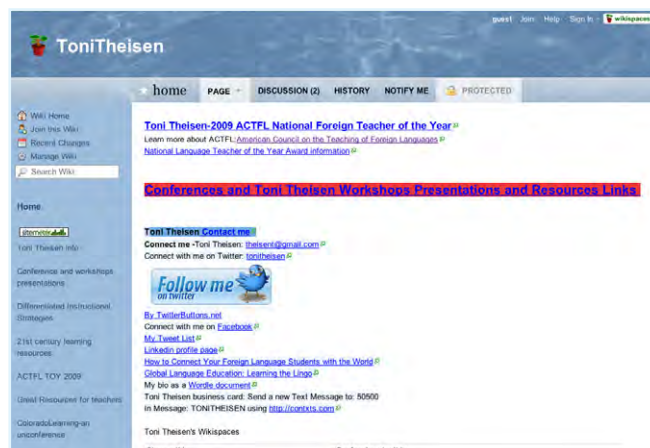 guest Join Help Sign In wikispaces
ToniTheisen
home PAGE DISCUSSION (2) HISTORY NOTIFY ME PROTECTED
Wiki Home
Join this Wiki
Recent Changes
Manage Wiki
Search Wiki
Home
sitemeter
Toni Theisen info
Conference and workshops
presentations
Differentiated Instructional
Strategies
21st century learning
resources
ACTFL TOY 2009
Great Resources for teachers
ColoradoLearning-an
unconference
Toni Theisen-2009 ACTFL National Foreign Teacher of the Year
Learn more about ACTFL:American Council on the Teaching of Foreign Languages
National Language Teacher of the Year Award information
Conferences and Toni Theisen Workshops Presentations and Resources Links
Toni Theisen Contact me
Connect me -Toni Theisen: theisent@gmail.com
Connect with me on Twitter: tonitheisen
Follow me
on twitter
By TwitterButtons.net
Connect with me on Facebook
My Tweet List
Linkedin profile page
How to Connect Your Foreign Language Students with the World
Global Language Education: Learning the Lingo
My bio as a Wordle document
Toni Theisen business card: Send a new Text Message to: 50500
in Message: TONITHEISEN using http://contxts.com
Toni Theisen's Wikispaces